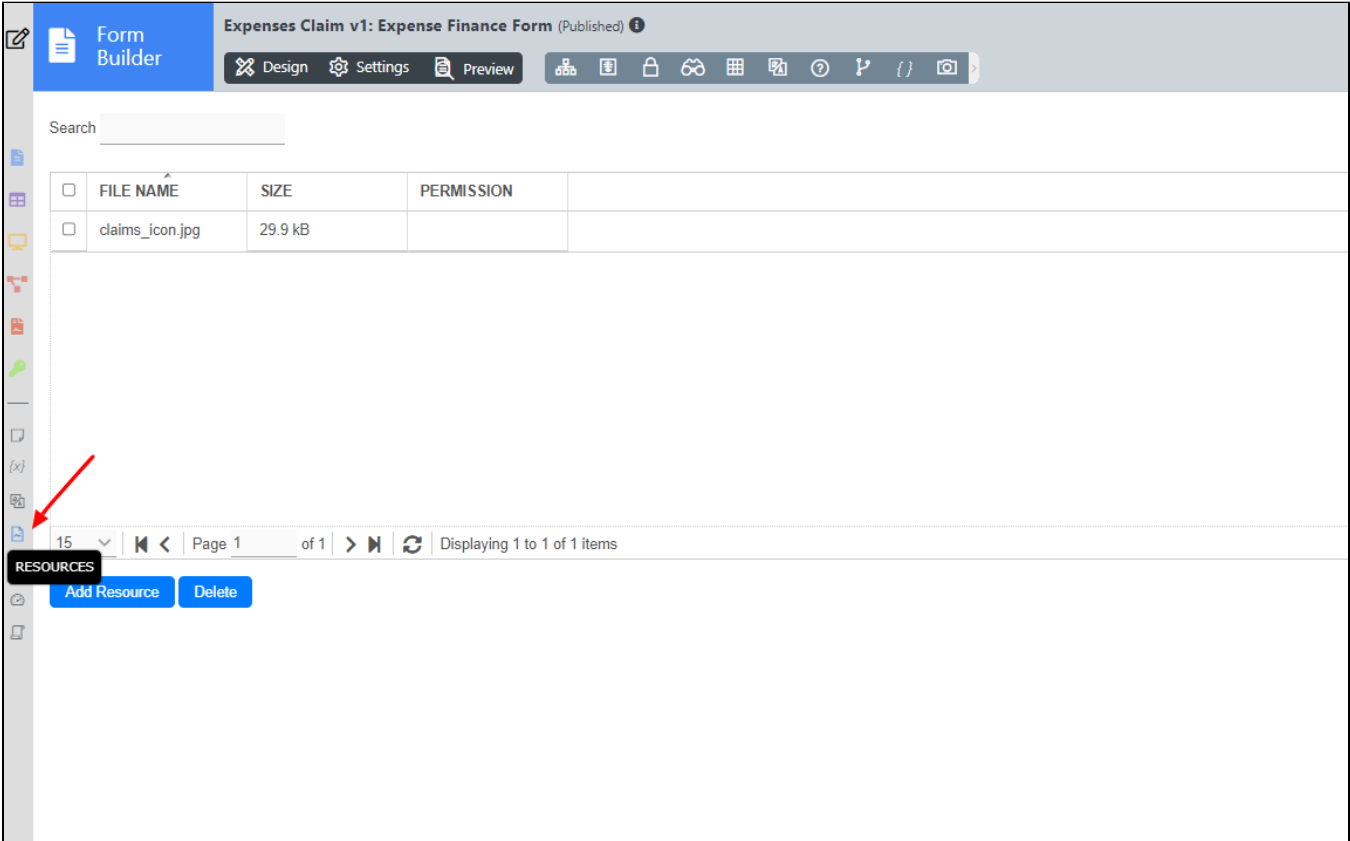 Form Builder
Expenses Claim v1: Expense Finance Form (Published)
Design Settings Preview
Search
FILE NAME SIZE PERMISSION
claims_icon.jpg 29.9 kB
{x}
15 Page 1 of 1 Displaying 1 to 1 of 1 items
RESOURCES
Add Resource Delete